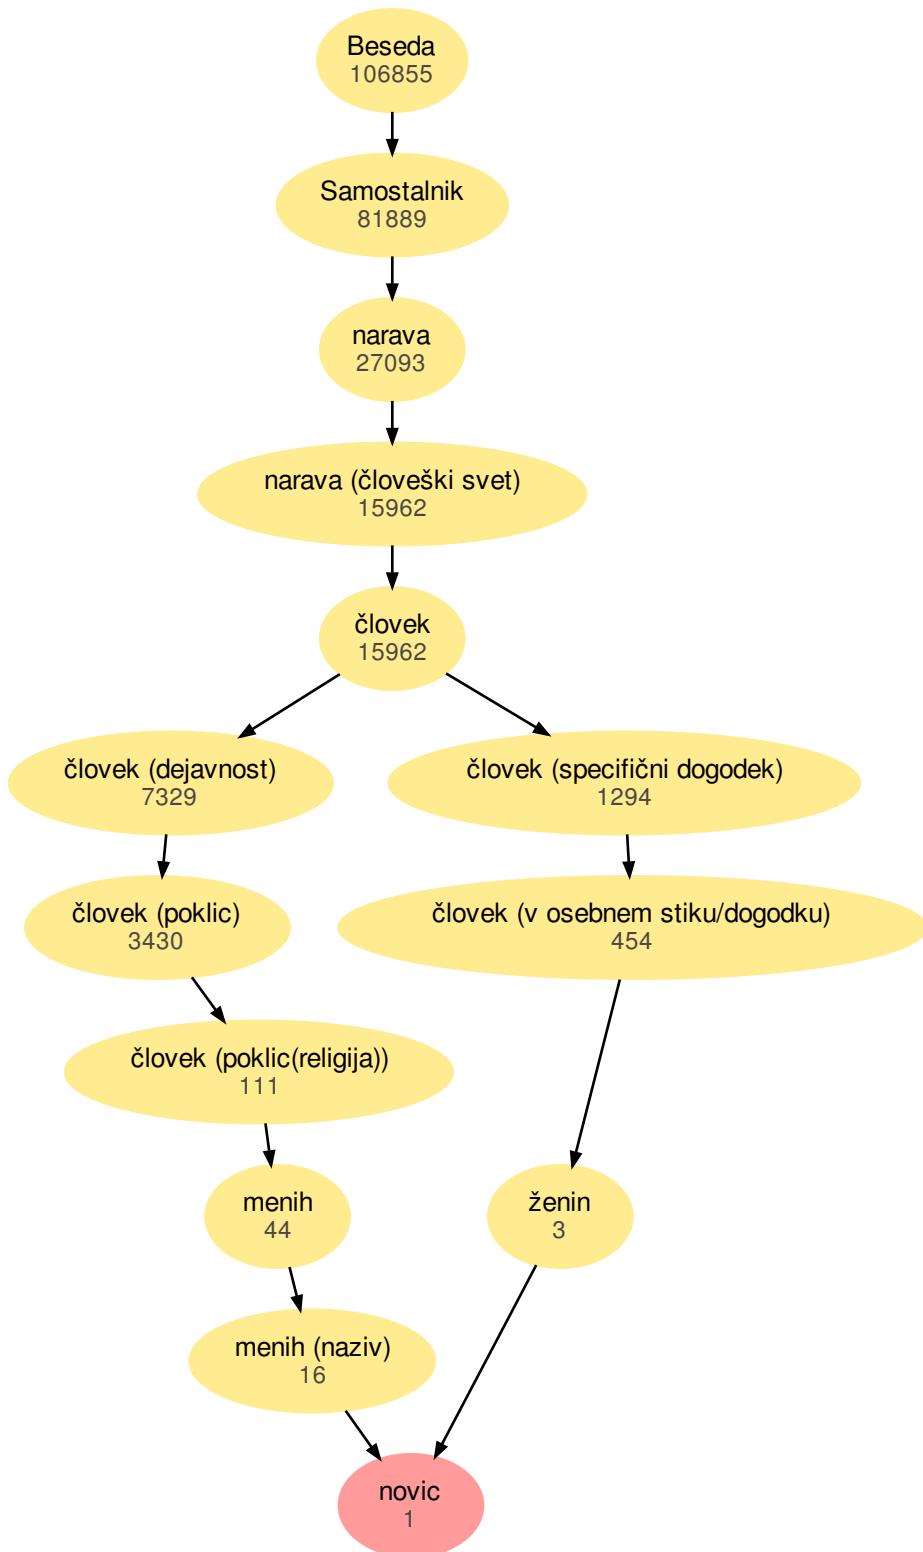 Beseda
106855
Samostalnik
81889
narava
27093
narava (človeški svet)
15962
človek
15962
človek (dejavnost)
7329
človek (specifični dogodek)
1294
človek (poklic)
3430
človek (v osebnem stiku/dogodku)
454
človek (poklic(religija))
111
menih
44
ženin
3
menih (naziv)
16
novic
1